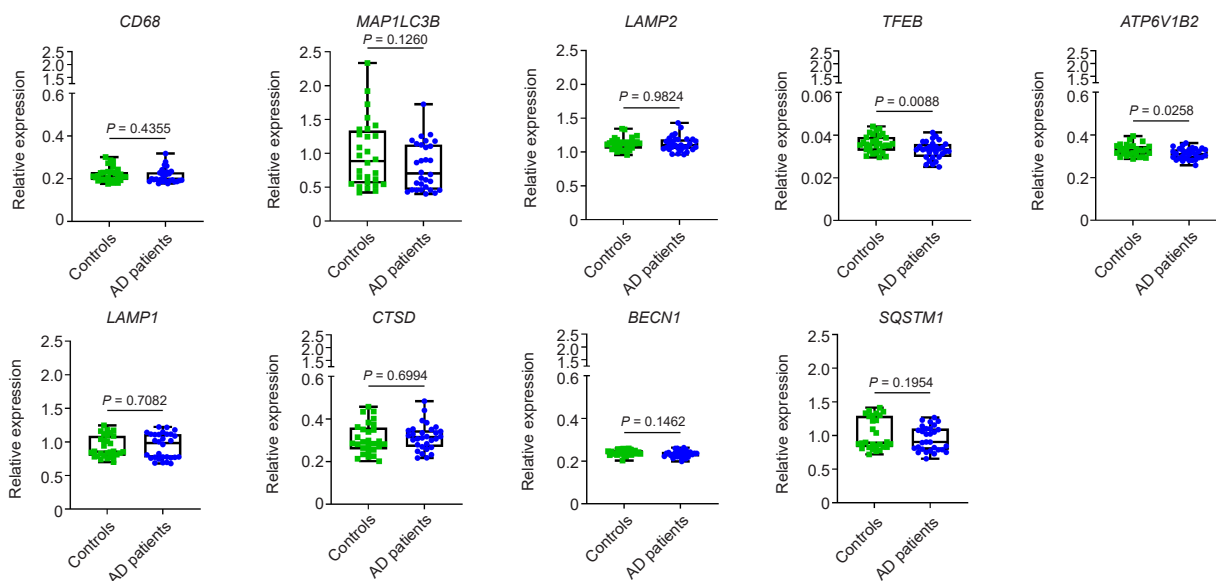 CD68
Relative expression
2.5
2.0
1.5
0.6
0.4
0.2
0
P = 0.4355
Controls
AD patients
MAP1LC3B
Relative expression
2.5
2.0
1.5
1.0
0.5
0
P = 0.1260
Controls
AD patients
LAMP2
Relative expression
2.5
2.0
1.5
1.0
0.5
0
P = 0.9824
Controls
AD patients
TFEB
Relative expression
2.5
2.0
1.5
0.06
0.04
0.02
0
P = 0.0088
Controls
AD patients
ATP6V1B2
Relative expression
2.5
2.0
1.5
0.6
0.4
0.2
0
P = 0.0258
Controls
AD patients
LAMP1
Relative expression
2.5
2.0
1.5
1.0
0.5
0
P = 0.7082
Controls
AD patients
CTSD
Relative expression
2.5
2.0
1.5
0.6
0.4
0.2
0
P = 0.6994
Controls
AD patients
BECN1
Relative expression
2.5
2.0
1.5
0.6
0.4
0.2
0
P = 0.1462
Controls
AD patients
SQSTM1
Relative expression
2.5
2.0
1.5
1.0
0.5
0
P = 0.1954
Controls
AD patients